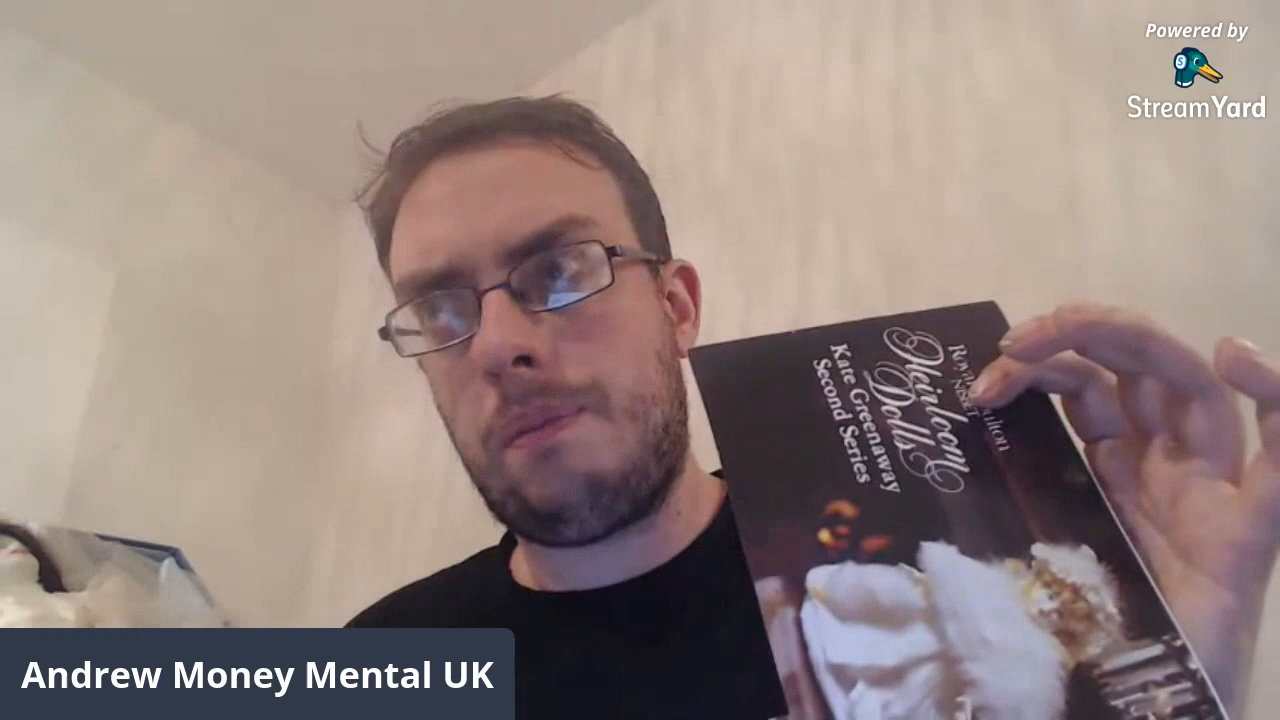 Powered by
StreamYard
Heirloom
Dolls
Kate Greenaway
Second Series
Andrew Money Mental UK